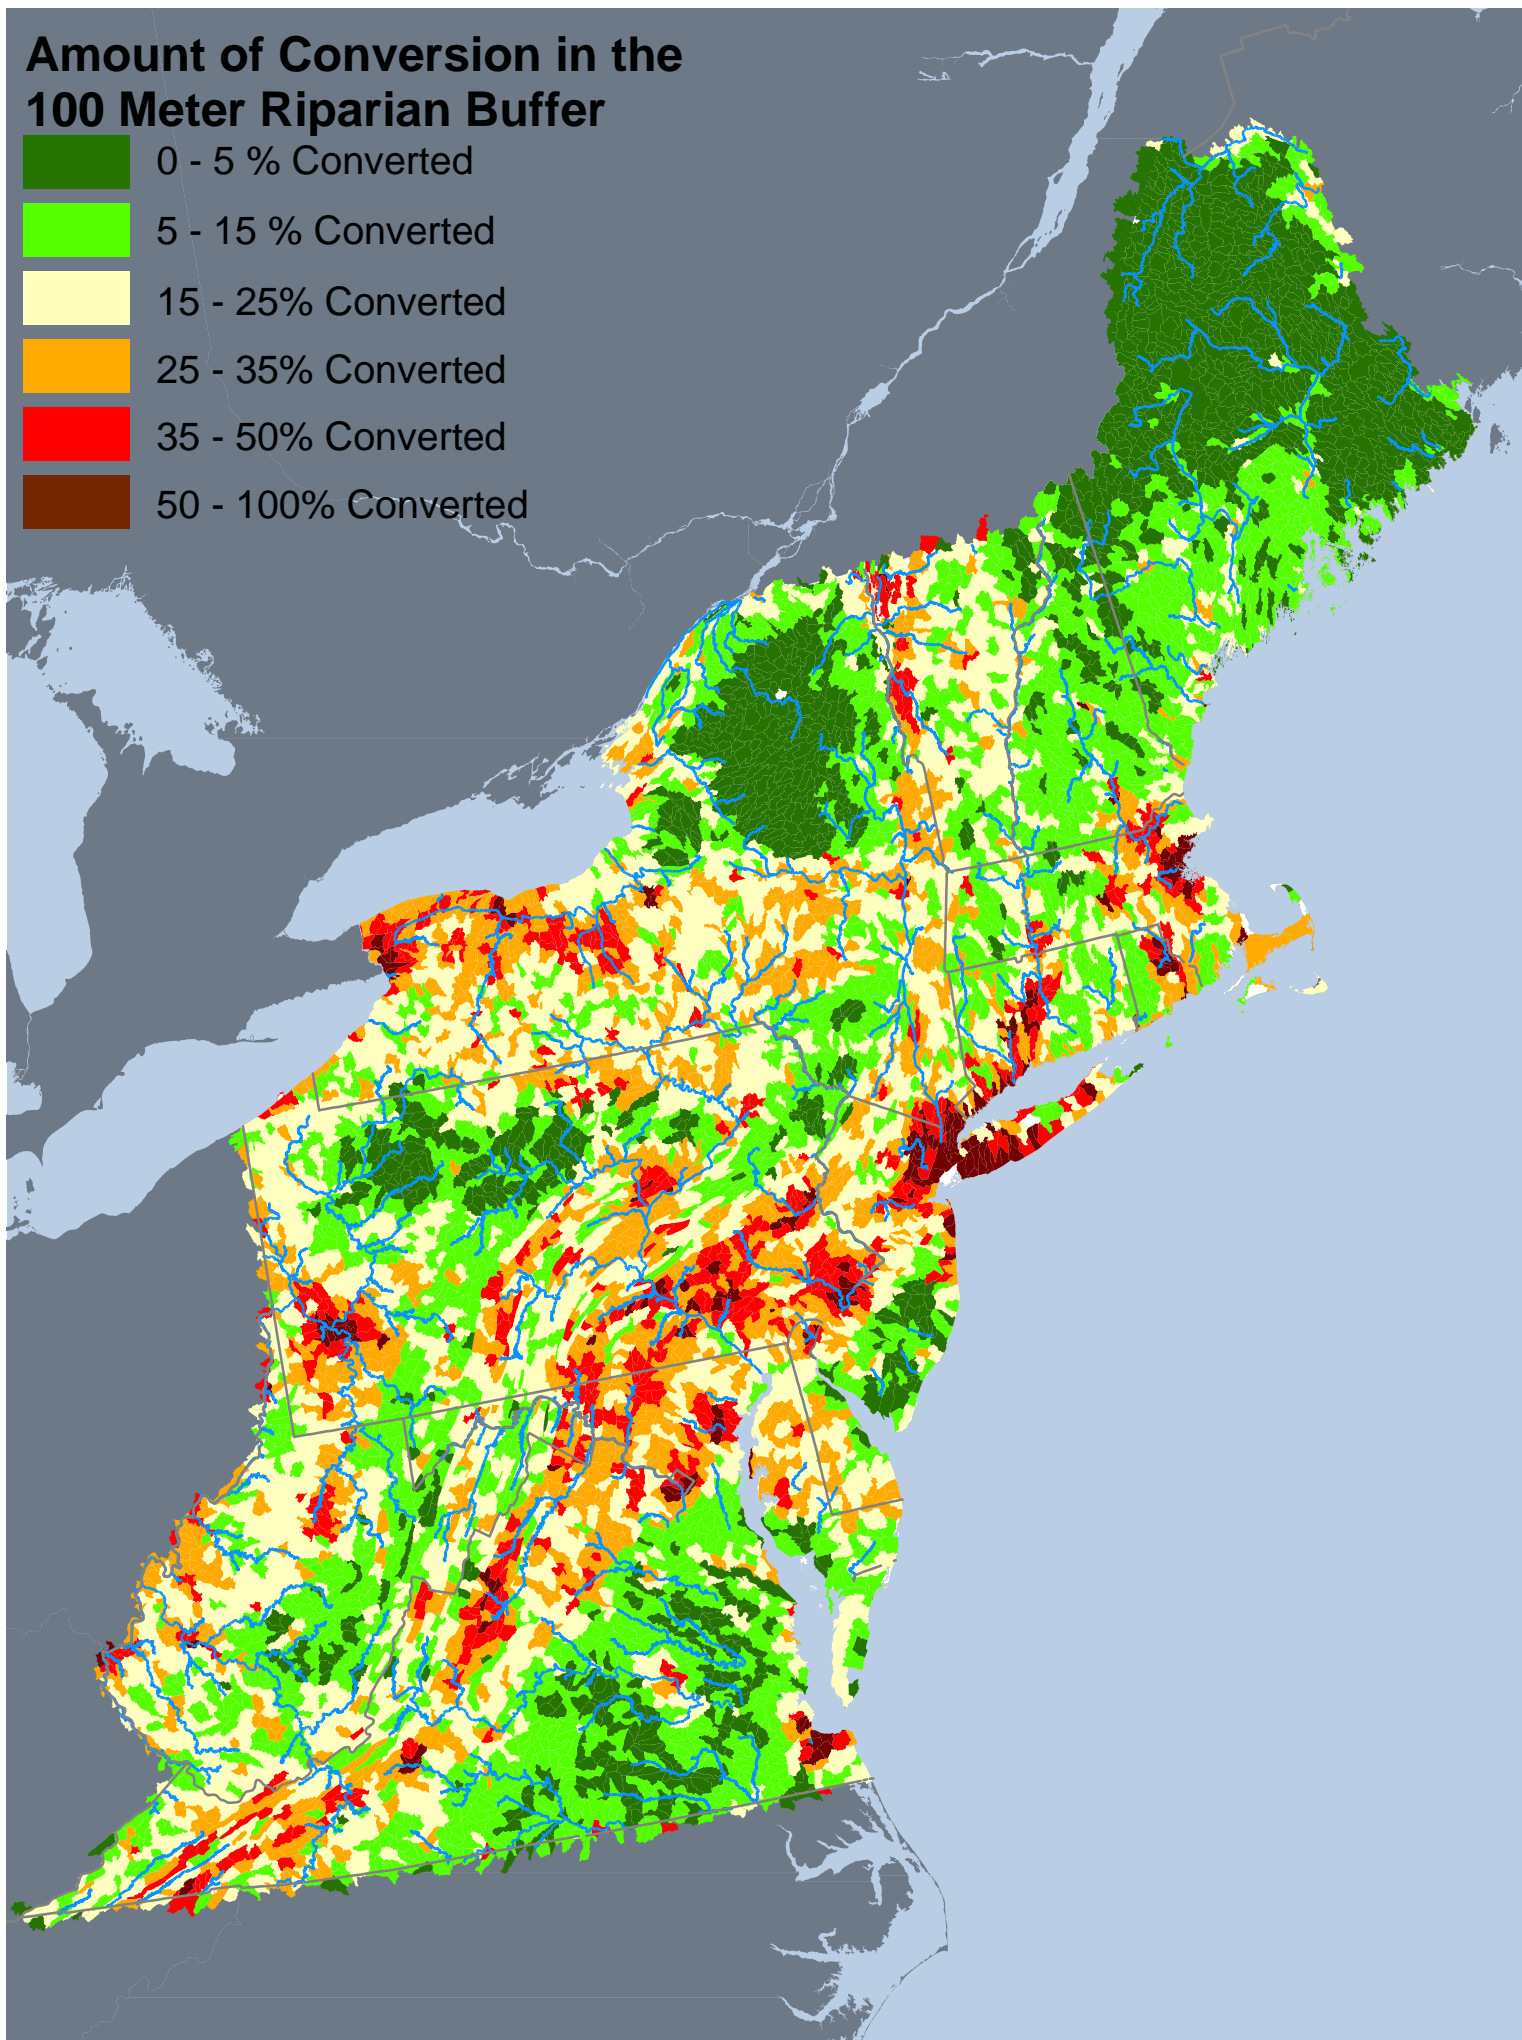 Amount of Conversion in the
100 Meter Riparian Buffer
0 - 5 % Converted
5 - 15 % Converted
15 - 25% Converted
25 - 35% Converted
35 - 50% Converted
50 - 100% Converted